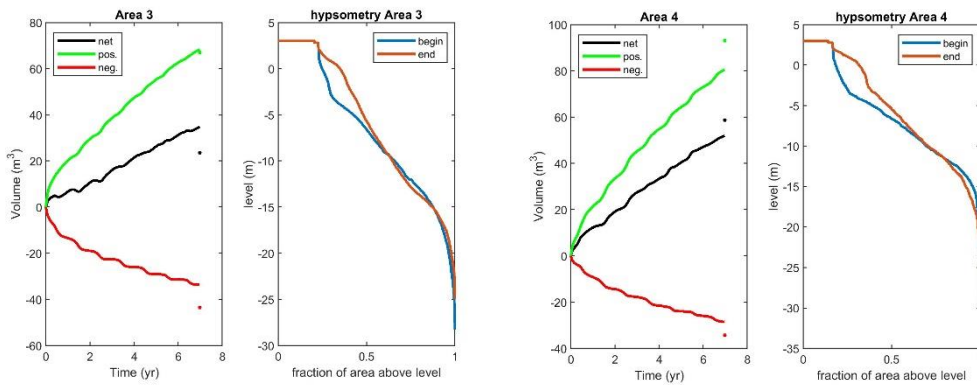 Area 3
Volume (m³)
80
60
40
20
0
-20
-40
-60
0
2
4
6
8
Time (yr)
net
pos.
neg.
hypsometry Area 3
level (m)
5
0
-5
-10
-15
-20
-25
-30
0
0.5
1
fraction of area above level
begin
end
Area 4
Volume (m³)
100
80
60
40
20
0
-20
-40
0
2
4
6
8
Time (yr)
net
pos.
neg.
hypsometry Area 4
level (m)
5
0
-5
-10
-15
-20
-25
-30
-35
0
0.5
fraction of area above level
begin
end